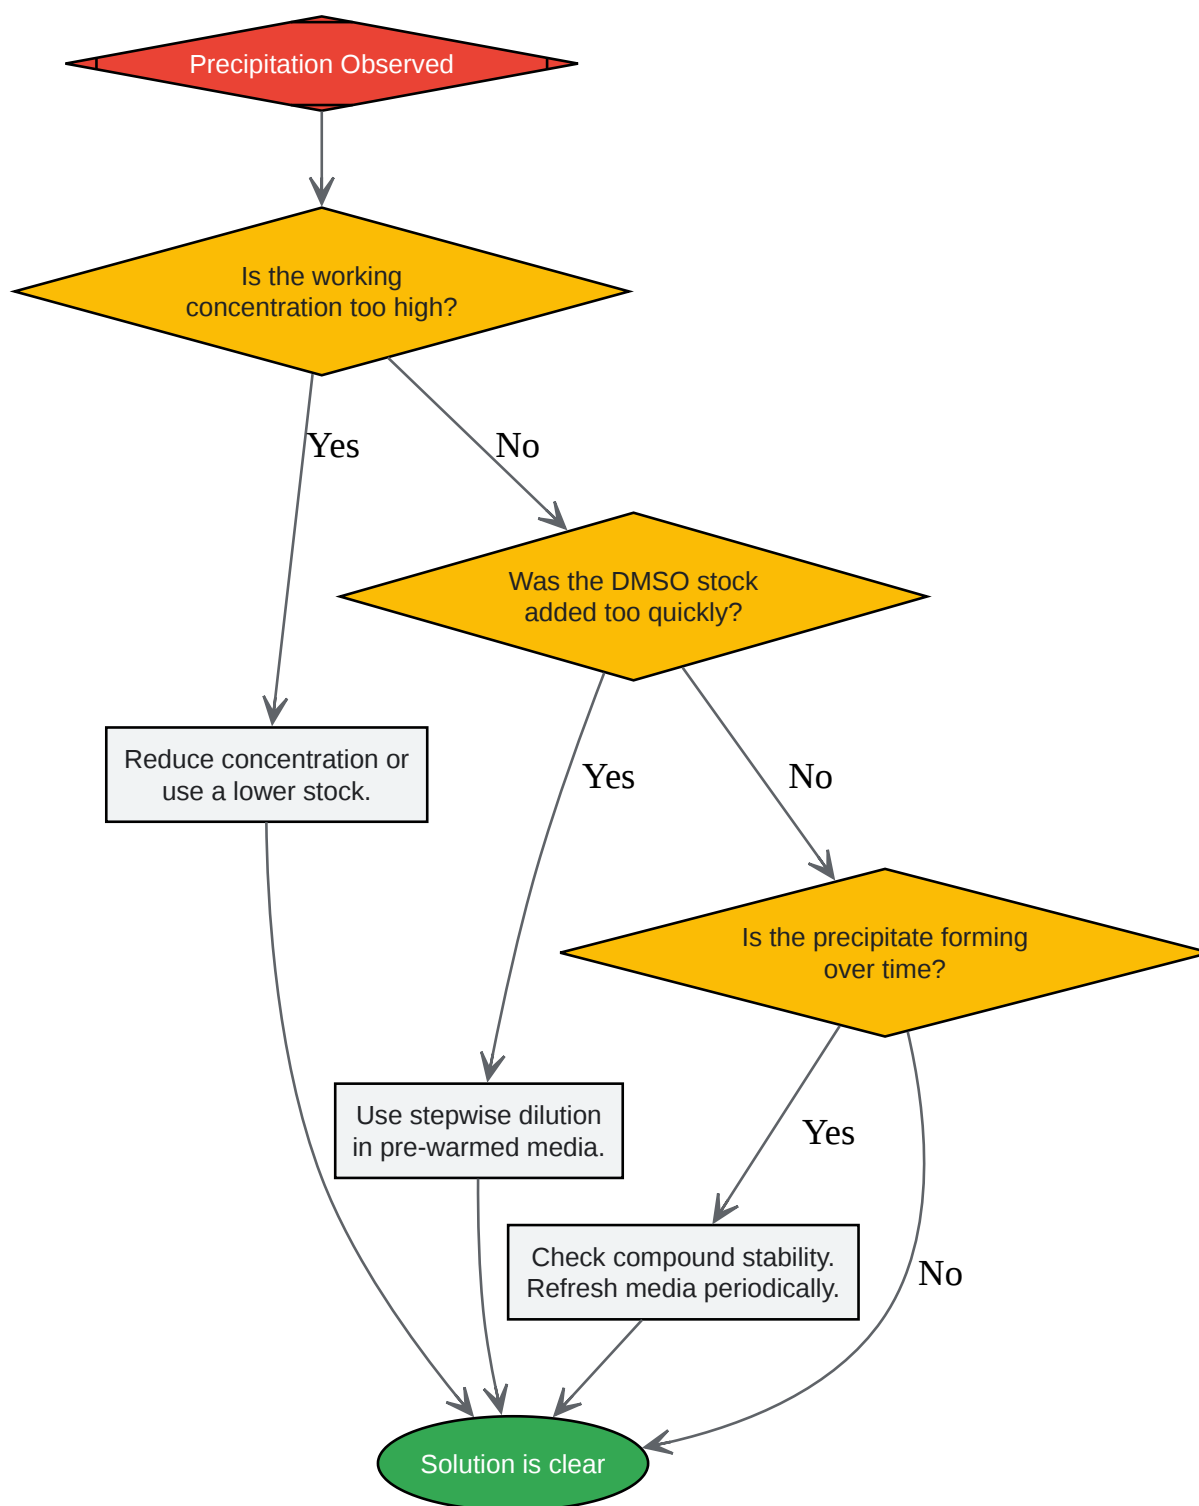 Precipitation Observed
Is the working
concentration too high?
Yes
No
Was the DMSO stock
added too quickly?
Reduce concentration or
use a lower stock.
Yes
No
Is the precipitate forming
over time?
Use stepwise dilution
in pre-warmed media.
Yes
Check compound stability.
Refresh media periodically.
No
Solution is clear